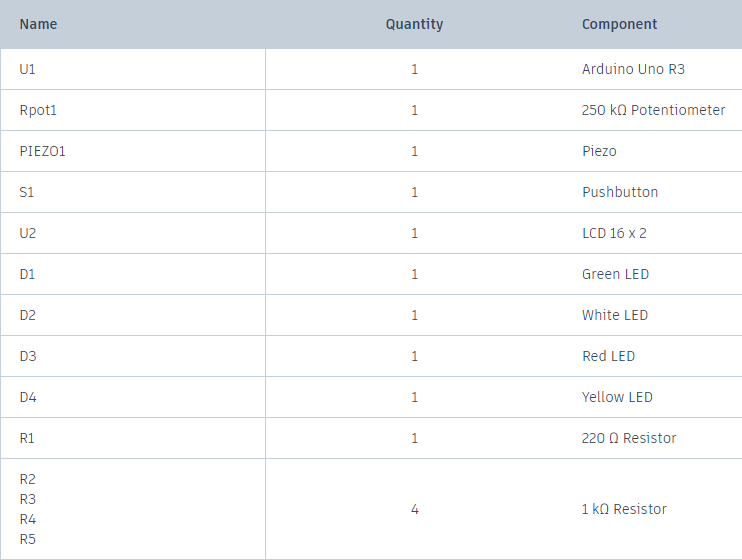 Name Quantity Component
U1 1 Arduino Uno R3
Rpot1 1 250 kΩ Potentiometer
PIEZO1 1 Piezo
S1 1 Pushbutton
U2 1 LCD 16 x 2
D1 1 Green LED
D2 1 White LED
D3 1 Red LED
D4 1 Yellow LED
R1 1 220 Ω Resistor
R2
R3
R4
R5
4 1 kΩ Resistor